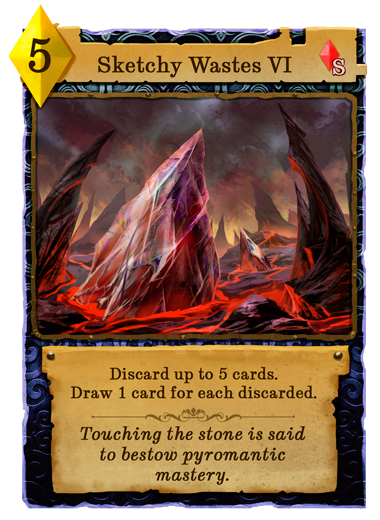 5
Sketchy Wastes VI
S
Discard up to 5 cards.
Draw 1 card for each discarded.
Touching the stone is said
to bestow pyromantic
mastery.